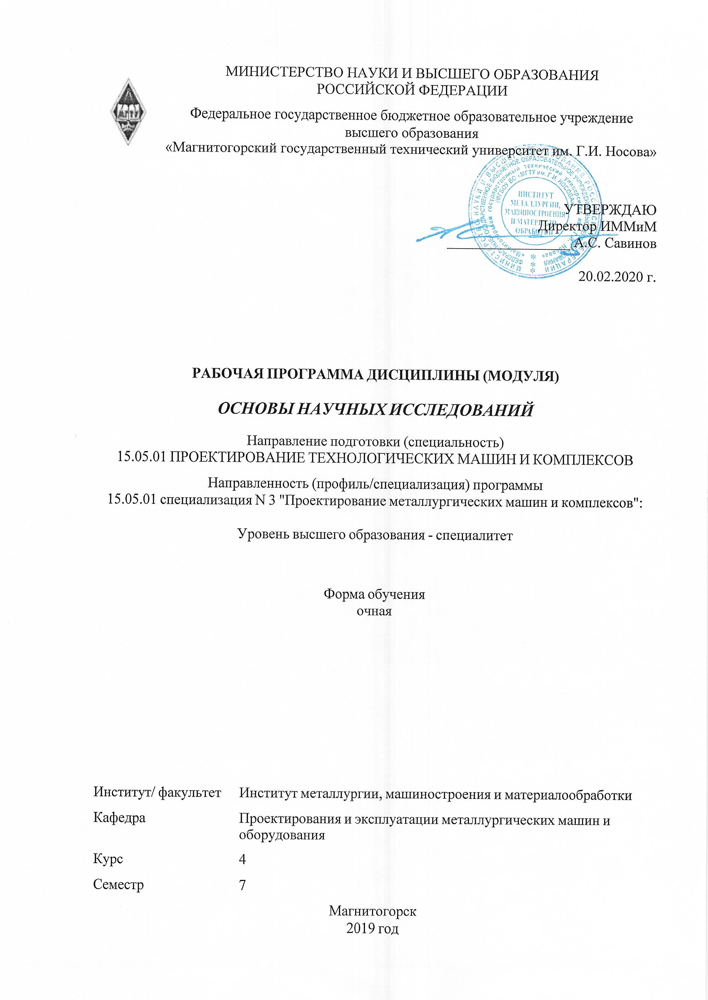 МИНИСТЕРСТВО НАУКИ И ВЫСШЕГО ОБРАЗОВАНИЯ
РОССИЙСКОЙ ФЕДЕРАЦИИ
Федеральное государственное бюджетное образовательное учреждение
высшего образования
«Магнитогорский государственный технический университет им. Г.И. Носова»
ИНСТИТУТ
МЕТАЛЛУРГИИ,
МАШИНОСТРОЕНИЯ
ОБРАБОТКИ
УТВЕРЖДАЮ
Директор ИММиМ
А.С. Савинов
20.02.2020 г.
РАБОЧАЯ ПРОГРАММА ДИСЦИПЛИНЫ (МОДУЛЯ)
ОСНОВЫ НАУЧНЫХ ИССЛЕДОВАНИЙ
Направление подготовки (специальность)
15.05.01 ПРОЕКТИРОВАНИЕ ТЕХНОЛОГИЧЕСКИХ МАШИН И КОМПЛЕКСОВ
Направленность (профиль/специализация) программы
15.05.01 специализация N 3 "Проектирование металлургических машин и комплексов":
Уровень высшего образования - специалитет
Форма обучения
очная
Институт/ факультет Институт металлургии, машиностроения и материалообработки
Кафедра Проектирования и эксплуатации металлургических машин и
оборудования
Курс 4
Семестр 7
Магнитогорск
2019 год